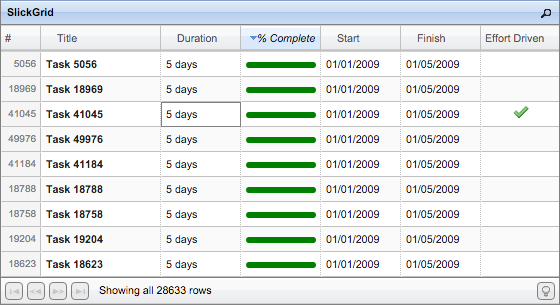 SlickGrid
# Title Duration % Complete Start Finish Effort Driven
5056 Task 5056 5 days 01/01/2009 01/05/2009
18969 Task 18969 5 days 01/01/2009 01/05/2009
41045 Task 41045 5 days 01/01/2009 01/05/2009
49976 Task 49976 5 days 01/01/2009 01/05/2009
41184 Task 41184 5 days 01/01/2009 01/05/2009
18788 Task 18788 5 days 01/01/2009 01/05/2009
18758 Task 18758 5 days 01/01/2009 01/05/2009
19204 Task 19204 5 days 01/01/2009 01/05/2009
18623 Task 18623 5 days 01/01/2009 01/05/2009
Showing all 28633 rows